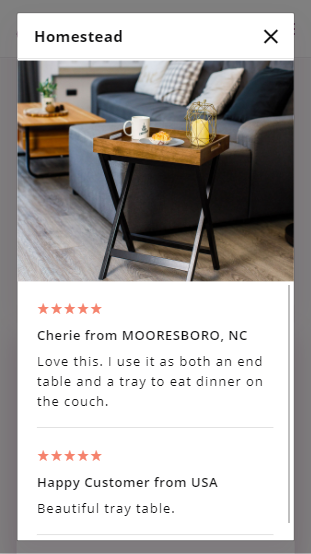 Homestead
Cherie from MOORESBORO, NC
Love this. I use it as both an end
table and a tray to eat dinner on
the couch.
Happy Customer from USA
Beautiful tray table.